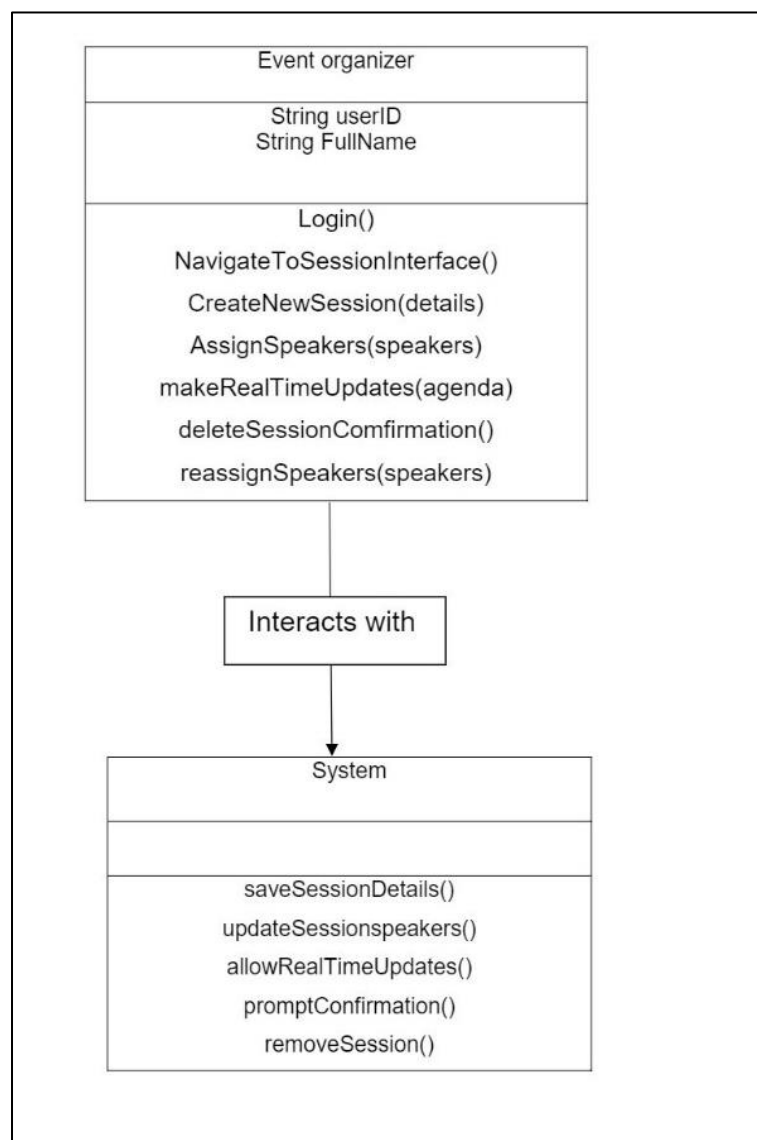 Event organizer
String userID
String FullName
Login()
NavigateToSessionInterface()
CreateNewSession(details)
AssignSpeakers(speakers)
makeRealTimeUpdates(agenda)
deleteSessionComfirmation()
reassignSpeakers(speakers)
Interacts with
System
saveSessionDetails()
updateSessionspeakers()
allowRealTimeUpdates()
promptConfirmation()
removeSession()